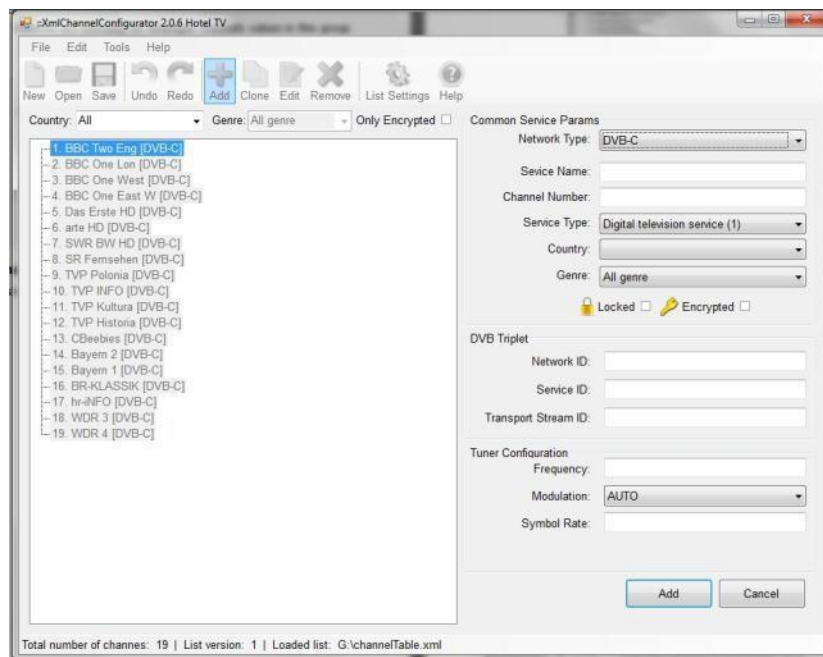 ::XmlChannelConfigurator 2.0.6 Hotel TV
File Edit Tools Help
New Open Save Undo Redo Add Clone Edit Remove List Settings Help
Country: All Genre: All genre Only Encrypted
1. BBC Two Eng [DVB-C]
2. BBC One Lon [DVB-C]
3. BBC One West [DVB-C]
4. BBC One East W [DVB-C]
5. Das Erste HD [DVB-C]
6. arte HD [DVB-C]
7. SWR BW HD [DVB-C]
8. SR Fernsehen [DVB-C]
9. TVP Polonia [DVB-C]
10. TVP INFO [DVB-C]
11. TVP Kultura [DVB-C]
12. TVP Historia [DVB-C]
13. CBeebies [DVB-C]
14. Bayern 2 [DVB-C]
15. Bayern 1 [DVB-C]
16. BR-KLASSIK [DVB-C]
17. hr-iNFO [DVB-C]
18. WDR 3 [DVB-C]
19. WDR 4 [DVB-C]
Common Service Params
Network Type: DVB-C
Sevice Name:
Channel Number:
Service Type: Digital television service (1)
Country:
Genre: All genre
Locked Encrypted
DVB Triplet
Network ID:
Service ID:
Transport Stream ID:
Tuner Configuration
Frequency:
Modulation: AUTO
Symbol Rate:
Add Cancel
Total number of channes: 19 | List version: 1 | Loaded list: G:\channelTable.xml